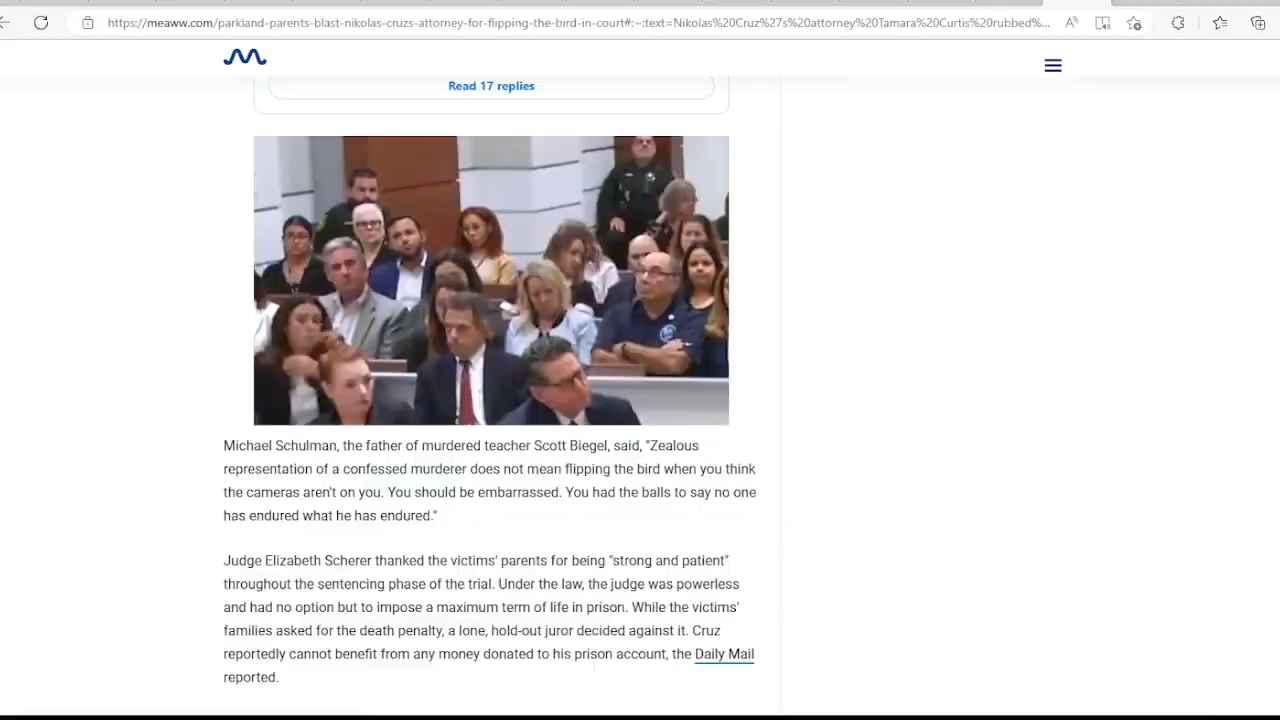 https://meaww.com/parkland-parents-blast-nikolas-cruzs-attorney-for-flipping-the-bird-in-court#:~:text=Nikolas%20Cruz%27s%20attorney%20Tamara%20Curtis%20rubbed%...
Read 17 replies
Michael Schulman, the father of murdered teacher Scott Biegel, said, "Zealous
representation of a confessed murderer does not mean flipping the bird when you think
the cameras aren't on you. You should be embarrassed. You had the balls to say no one
has endured what he has endured."
Judge Elizabeth Scherer thanked the victims' parents for being "strong and patient"
throughout the sentencing phase of the trial. Under the law, the judge was powerless
and had no option but to impose a maximum term of life in prison. While the victims'
families asked for the death penalty, a lone, hold-out juror decided against it. Cruz
reportedly cannot benefit from any money donated to his prison account, the Daily Mail
reported.